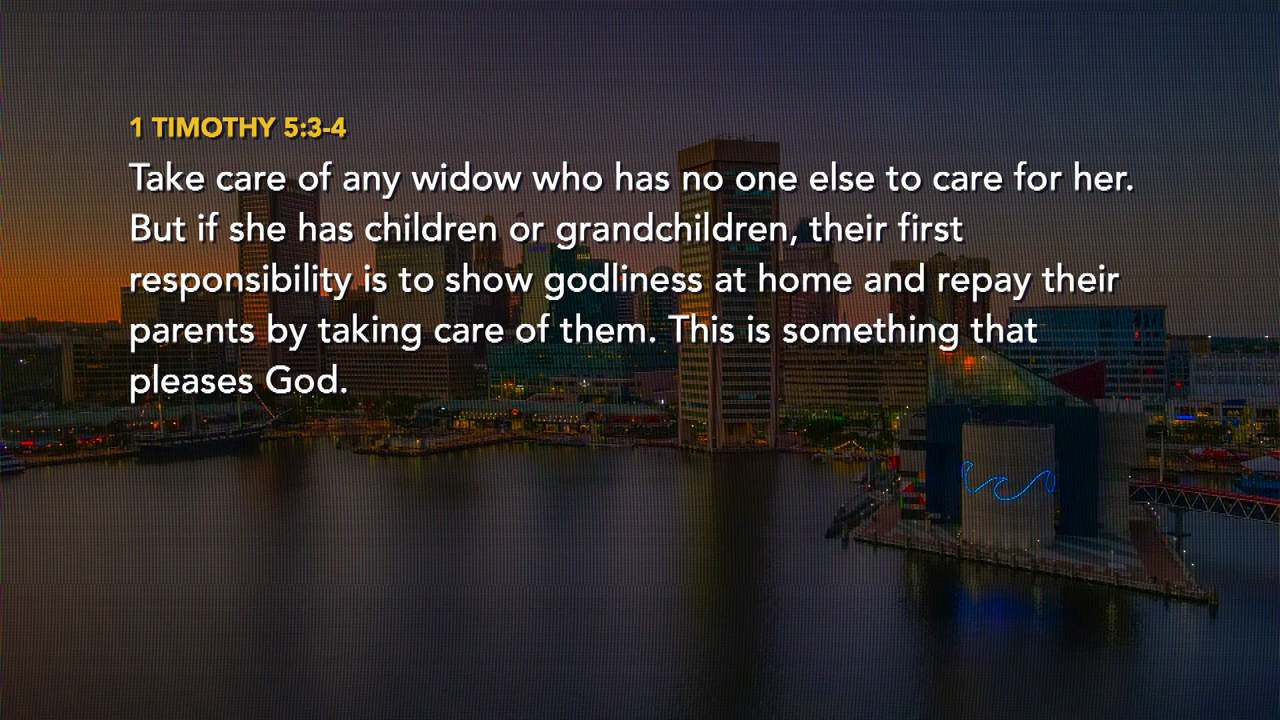 1 TIMOTHY 5:3-4
Take care of any widow who has no one else to care for her.
But if she has children or grandchildren, their first
responsibility is to show godliness at home and repay their
parents by taking care of them. This is something that
pleases God.